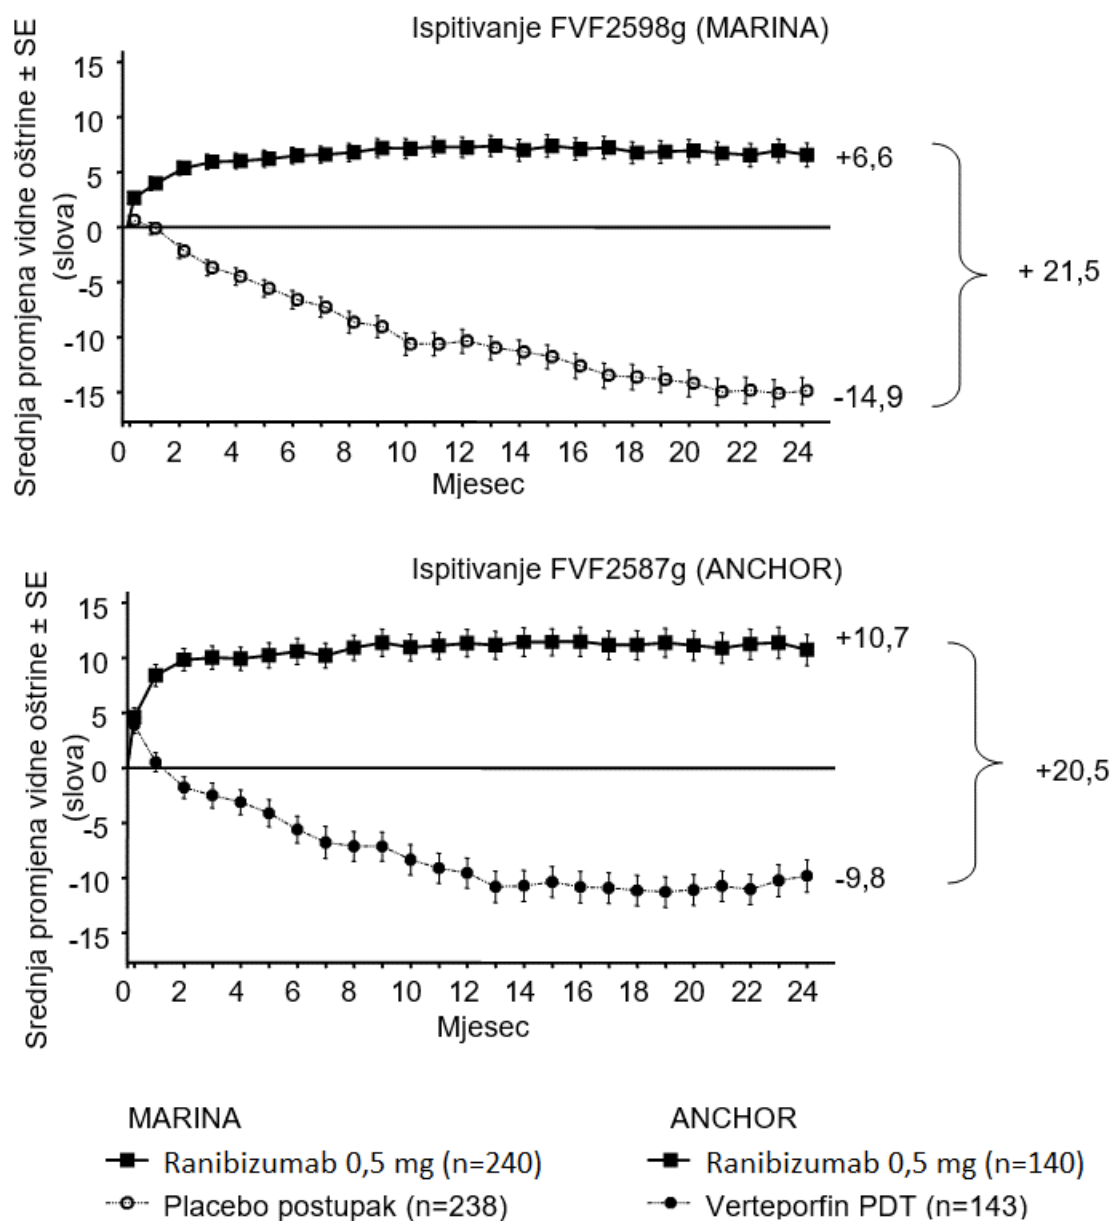 Ispitivanje FVF2598g (MARINA)
Srednja promjena vidne oštrine ± SE
(slova)
15
10
5
0
-5
-10
-15
+6,6
+ 21,5
-14,9
0 2 4 6 8 10 12 14 16 18 20 22 24
Mjesec
Ispitivanje FVF2587g (ANCHOR)
Srednja promjena vidne oštrine ± SE
(slova)
15
10
5
0
-5
-10
-15
+10,7
+20,5
-9,8
0 2 4 6 8 10 12 14 16 18 20 22 24
Mjesec
MARINA
Ranibizumab 0,5 mg (n=240)
Placebo postupak (n=238)
ANCHOR
Ranibizumab 0,5 mg (n=140)
Verteporfin PDT (n=143)